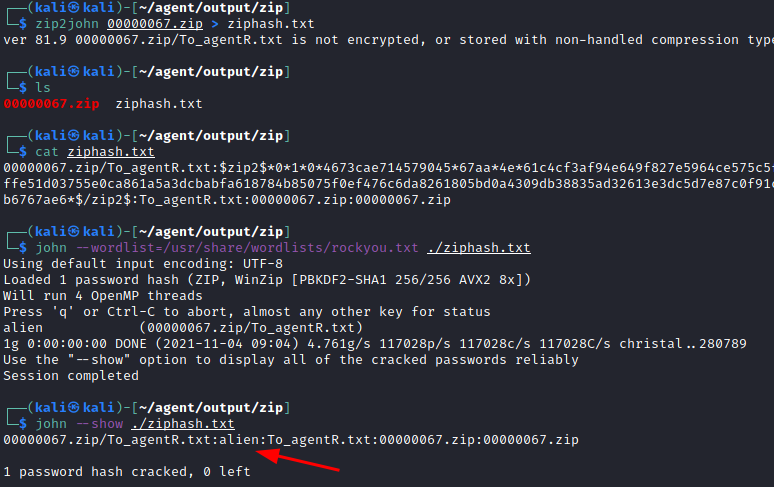 (kali㉿kali)-[~/agent/output/zip]
$ zip2john 00000067.zip > ziphash.txt
ver 81.9 00000067.zip/To_agentR.txt is not encrypted, or stored with non-handled compression type
(kali㉿kali)-[~/agent/output/zip]
$ ls
00000067.zip  ziphash.txt
(kali㉿kali)-[~/agent/output/zip]
$ cat ziphash.txt
00000067.zip/To_agentR.txt:$zip2$*0*1*0*4673cae714579045*67aa*4e*61c4cf3af94e649f827e5964ce575c5
ffe51d03755e0ca861a5a3dcbabfa618784b85075f0ef476c6da8261805bd0a4309db38835ad32613e3dc5d7e87c0f91
b6767ae6*$/zip2$:To_agentR.txt:00000067.zip:00000067.zip
(kali㉿kali)-[~/agent/output/zip]
$ john --wordlist=/usr/share/wordlists/rockyou.txt ./ziphash.txt
Using default input encoding: UTF-8
Loaded 1 password hash (ZIP, WinZip [PBKDF2-SHA1 256/256 AVX2 8x])
Will run 4 OpenMP threads
Press 'q' or Ctrl-C to abort, almost any other key for status
alien            (00000067.zip/To_agentR.txt)
1g 0:00:00:00 DONE (2021-11-04 09:04) 4.761g/s 117028p/s 117028c/s 117028C/s christal..280789
Use the "--show" option to display all of the cracked passwords reliably
Session completed
(kali㉿kali)-[~/agent/output/zip]
$ john --show ./ziphash.txt
00000067.zip/To_agentR.txt:alien:To_agentR.txt:00000067.zip:00000067.zip
1 password hash cracked, 0 left